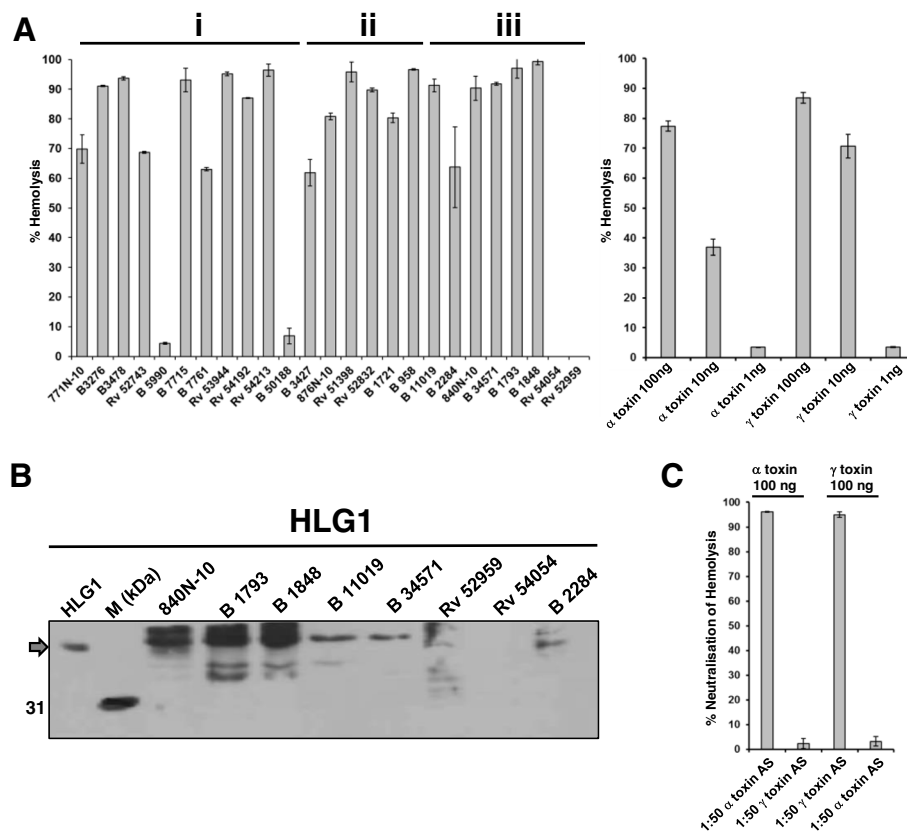 A
i
ii
iii
% Hemolysis
100
90
80
70
60
50
40
30
20
10
0
771N-10
B3276
B3478
Rv 52743
B 5990
B 7715
B 7761
Rv 53944
Rv 54192
Rv 54213
B 50188
B 3427
876N-10
Rv 51398
Rv 52832
B 1721
B 958
B 11019
B 2284
840N-10
B 34571
B 1793
B 1848
Rv 54054
Rv 52959
% Hemolysis
100
90
80
70
60
50
40
30
20
10
0
α toxin 100ng
α toxin 10ng
α toxin 1ng
γ toxin 100ng
γ toxin 10ng
γ toxin 1ng
B
HLG1
HLG1
M (kDa)
840N-10
B 1793
B 1848
B 11019
B 34571
Rv 52959
Rv 54054
B 2284
31
C
α toxin
100 ng
γ toxin
100 ng
% Neutralisation of Hemolysis
100
90
80
70
60
50
40
30
20
10
0
1:50 α toxin AS
1:50 γ toxin AS
1:50 γ toxin AS
1:50 α toxin AS